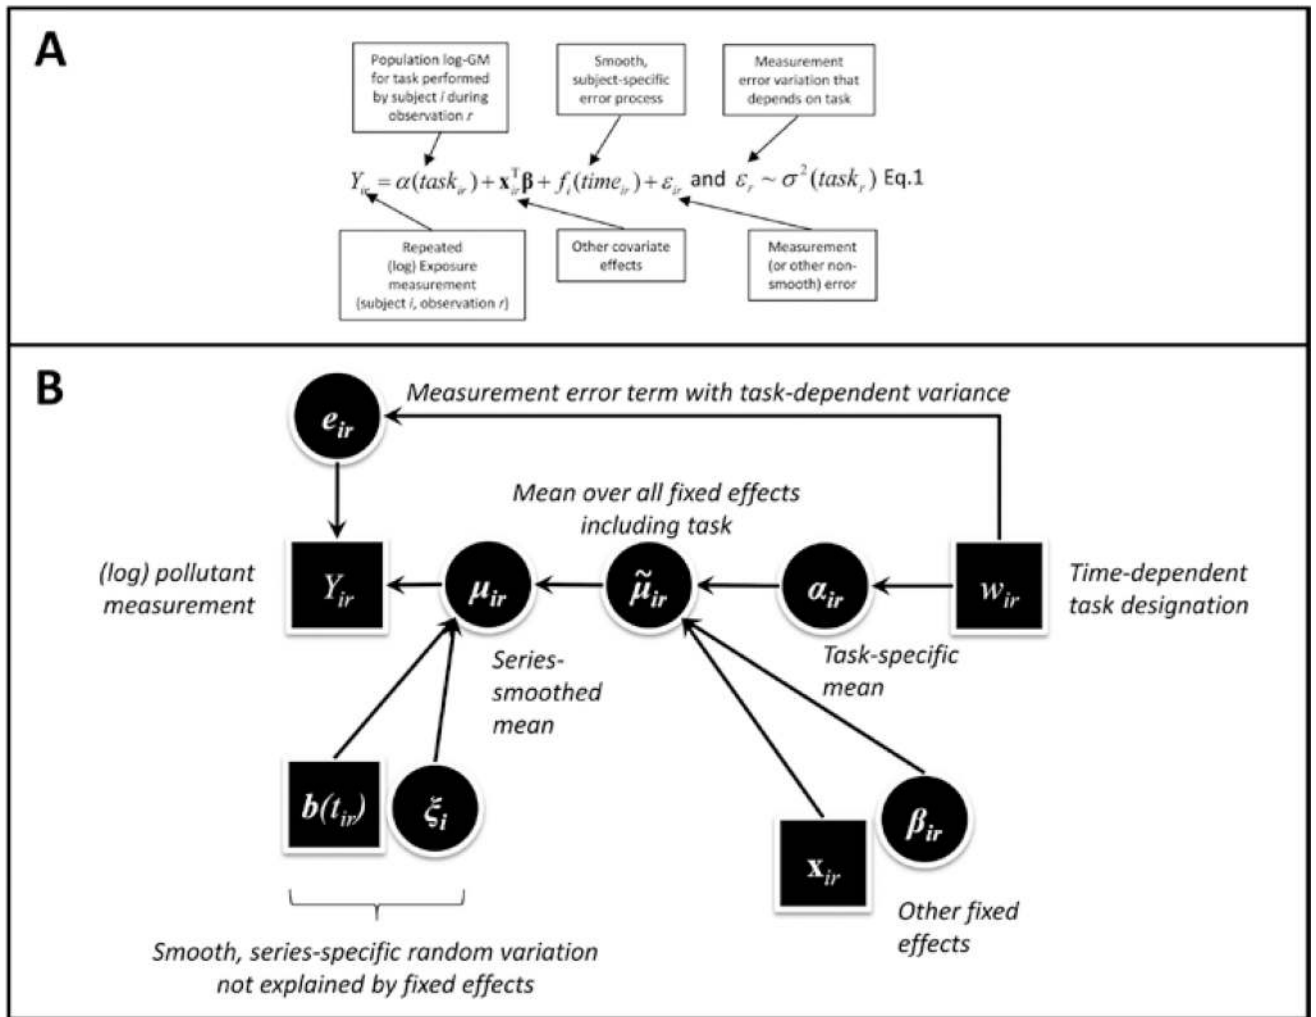 A
Population log-GM
for task performed
by subject i during
observation r
Smooth,
subject-specific
error process
Measurement
error variation that
depends on task
Y_ir = α(task_ir) + x_ir^T β + f_i(time_ir) + ε_ir and ε_r ~ σ²(task_r) Eq.1
Repeated
(log) Exposure
measurement
(subject i, observation r)
Other covariate
effects
Measurement
(or other non-
smooth) error
B
e_ir
Measurement error term with task-dependent variance
Mean over all fixed effects
including task
(log) pollutant
measurement
Y_ir
μ_ir
μ̃_ir
α_ir
w_ir
Time-dependent
task designation
Series-
smoothed
mean
Task-specific
mean
b(t_ir)
ξ_i
x_ir
β_ir
Other fixed
effects
Smooth, series-specific random variation
not explained by fixed effects